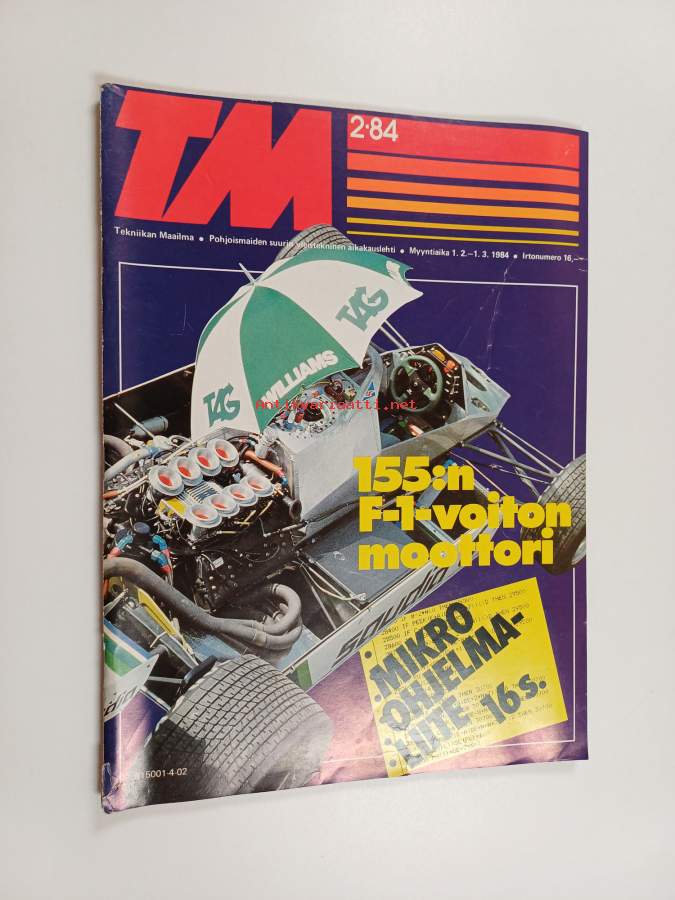 TM
2·84
Tekniikan Maailma • Pohjoismaiden suurin yleistekninen aikakauslehti • Myyntiaika 1. 2.–1. 3. 1984 • Irtonumero 16,–
TAG
TAG
WILLIAMS
Antikvariaatti.net
155:n
F-1-voiton
moottori
Saudia
MIKRO
OHJELMA-
LIITE 16 s.
15001-4-02